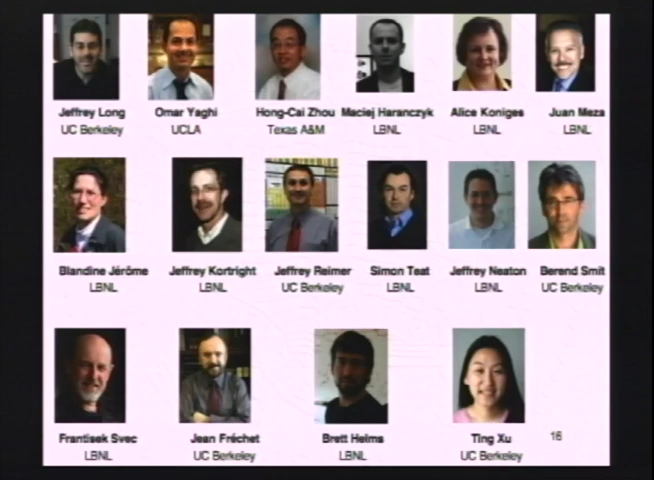 Jeffrey Long Omar Yaghi Hong-Cai Zhou Maciej Haranczyk Alice Koniges Juan Meza
UC Berkeley UCLA Texas A&M LBNL LBNL LBNL
Blandine Jérôme Jeffrey Kortright Jeffrey Reimer Simon Teat Jeffrey Neaton Berend Smit
LBNL LBNL UC Berkeley LBNL LBNL UC Berkeley
Frantisek Svec Jean Fréchet Brett Helms Ting Xu 16
LBNL UC Berkeley LBNL UC Berkeley